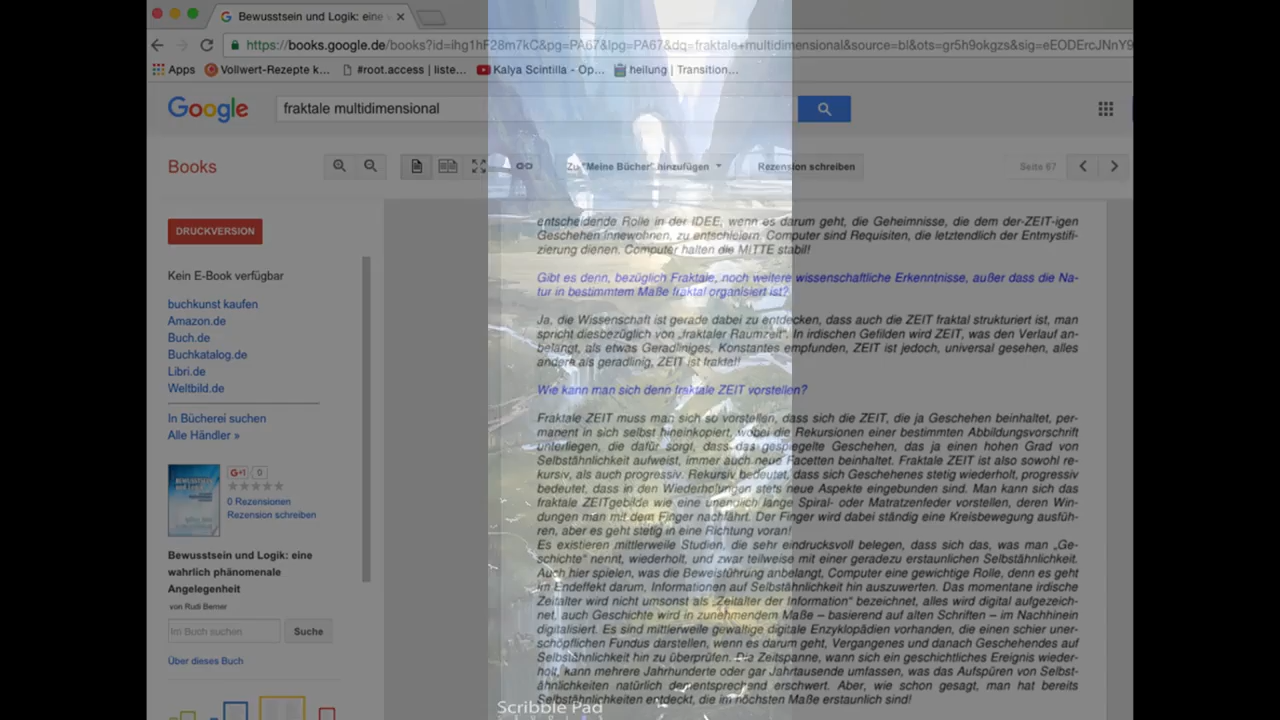 Bewusstsein und Logik: eine v
https://books.google.de/books?id=ihg1hF28m7kC&pg=PA67&lpg=PA67&dq=fraktale+multidimensional&source=bl&ots=gr5h9okgzs&sig=eEODErcJNnY9
Apps Vollwert-Rezepte k... #root.access | liste... Kalya Scintilla - Op... heilung | Transition...
Google fraktale multidimensional
Books Zu "Meine Bücher" hinzufügen Rezension schreiben Seite 67
DRUCKVERSION
Kein E-Book verfügbar
buchkunst kaufen
Amazon.de
Buch.de
Buchkatalog.de
Libri.de
Weltbild.de
In Bücherei suchen
Alle Händler »
G+1 0
0 Rezensionen
Rezension schreiben
Bewusstsein und Logik: eine
wahrlich phänomenale
Angelegenheit
von Rudi Berner
Im Buch suchen Suche
Über dieses Buch
entscheidende Rolle in der IDEE, wenn es darum geht, die Geheimnisse, die dem der-ZEIT-igen
Geschehen innewohnen, zu entschleiern. Computer sind Requisiten, die letztendlich der Entmystifi-
zierung dienen. Computer halten die MITTE stabil!
Gibt es denn, bezüglich Fraktale, noch weitere wissenschaftliche Erkenntnisse, außer dass die Na-
tur in bestimmtem Maße fraktal organisiert ist?
Ja, die Wissenschaft ist gerade dabei zu entdecken, dass auch die ZEIT fraktal strukturiert ist, man
spricht diesbezüglich von „fraktaler Raumzeit“. In irdischen Gefilden wird ZEIT, was den Verlauf an-
belangt, als etwas Geradliniges, Konstantes empfunden, ZEIT ist jedoch, universal gesehen, alles
andere als geradlinig, ZEIT ist fraktal!
Wie kann man sich denn fraktale ZEIT vorstellen?
Fraktale ZEIT muss man sich so vorstellen, dass sich die ZEIT, die ja Geschehen beinhaltet, per-
manent in sich selbst hineinkopiert, wobei die Rekursionen einer bestimmten Abbildungsvorschrift
unterliegen, die dafür sorgt, dass das gespiegelte Geschehen, das ja einen hohen Grad von
Selbstähnlichkeit aufweist, immer auch neue Facetten beinhaltet. Fraktale ZEIT ist also sowohl re-
kursiv, als auch progressiv. Rekursiv bedeutet, dass sich Geschehenes stetig wiederholt, progressiv
bedeutet, dass in den Wiederholungen stets neue Aspekte eingebunden sind. Man kann sich das
fraktale ZEITgebilde wie eine unendlich lange Spiral- oder Matratzenfeder vorstellen, deren Win-
dungen man mit dem Finger nachfährt. Der Finger wird dabei ständig eine Kreisbewegung ausfüh-
ren, aber es geht stetig in eine Richtung voran!
Es existieren mittlerweile Studien, die sehr eindrucksvoll belegen, dass sich das, was man „Ge-
schichte“ nennt, wiederholt, und zwar teilweise mit einer geradezu erstaunlichen Selbstähnlichkeit.
Auch hier spielen, was die Beweisführung anbelangt, Computer eine gewichtige Rolle, denn es geht
im Endeffekt darum, Informationen auf Selbstähnlichkeit hin auszuwerten. Das momentane irdische
Zeitalter wird nicht umsonst als „Zeitalter der Information“ bezeichnet, alles wird digital aufgezeich-
net, auch Geschichte wird in zunehmendem Maße – basierend auf alten Schriften – im Nachhinein
digitalisiert. Es sind mittlerweile gewaltige digitale Enzyklopädien vorhanden, die einen schier uner-
schöpflichen Fundus darstellen, wenn es darum geht, Vergangenes und danach Geschehendes auf
Selbstähnlichkeit hin zu überprüfen. Die Zeitspanne, wann sich ein geschichtliches Ereignis wieder-
holt, kann mehrere Jahrhunderte oder gar Jahrtausende umfassen, was das Aufspüren von Selbst-
ähnlichkeiten natürlich dementsprechend erschwert. Aber, wie schon gesagt, man hat bereits
Selbstähnlichkeiten entdeckt, die im höchsten Maße erstaunlich sind!
Scribble Pad